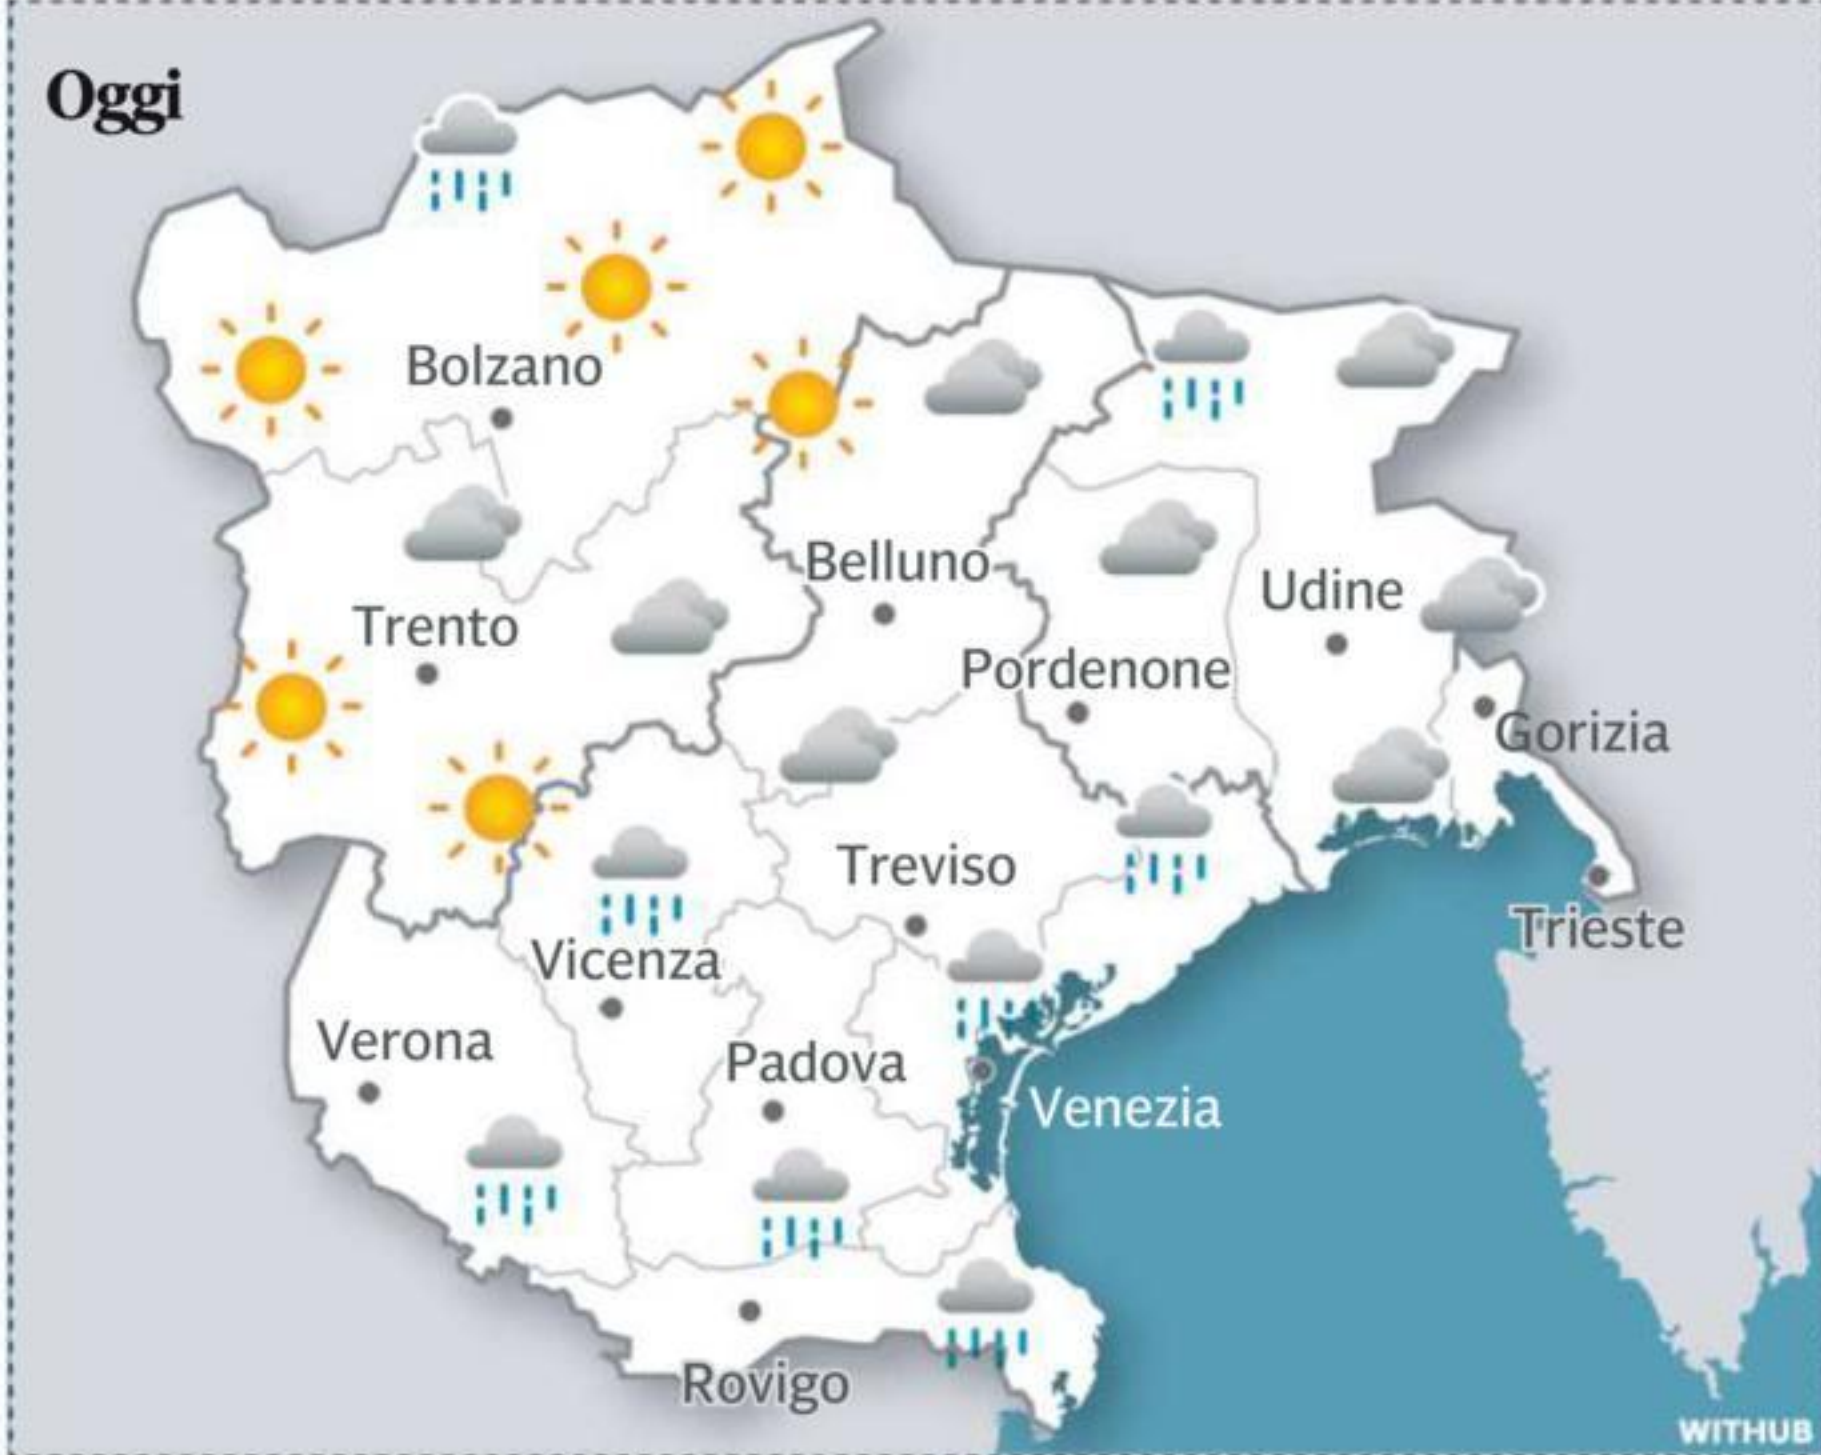 Oggi
Bolzano
Belluno
Udine
Trento
Pordenone
Gorizia
Treviso
Trieste
Vicenza
Verona
Padova
Venezia
Rovigo
WITHUB